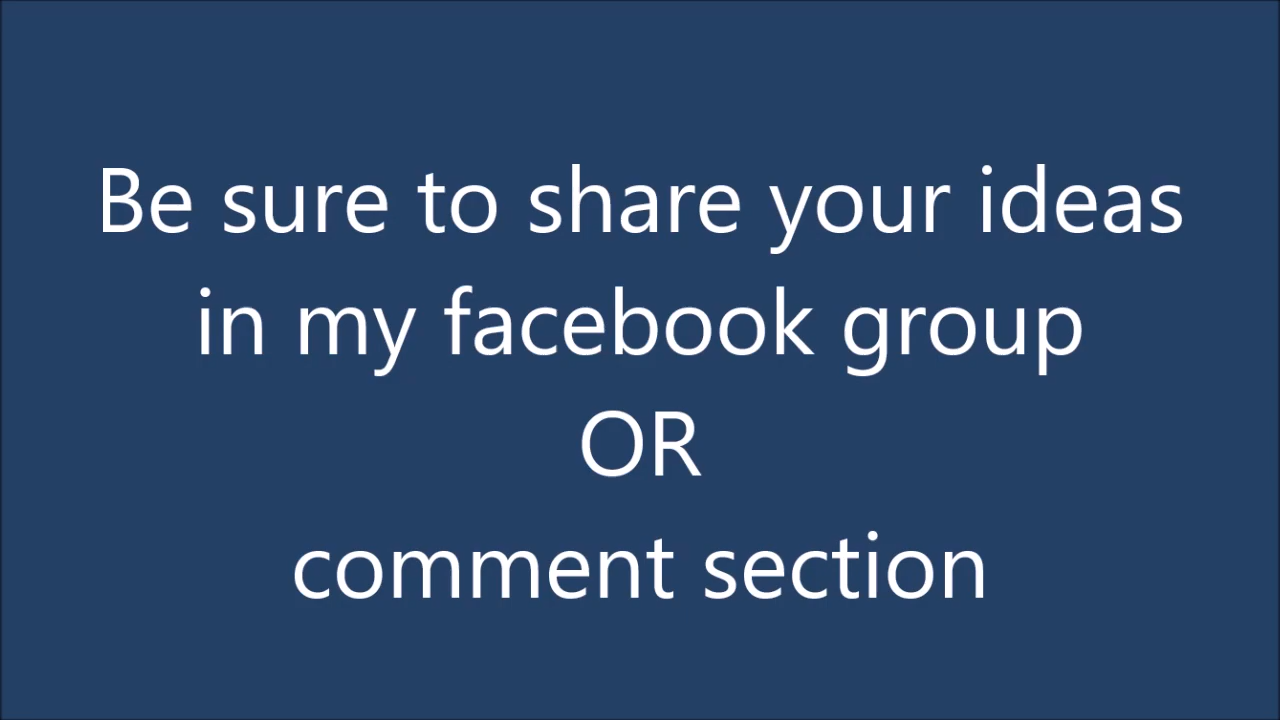 Be sure to share your ideas
in my facebook group
OR
comment section